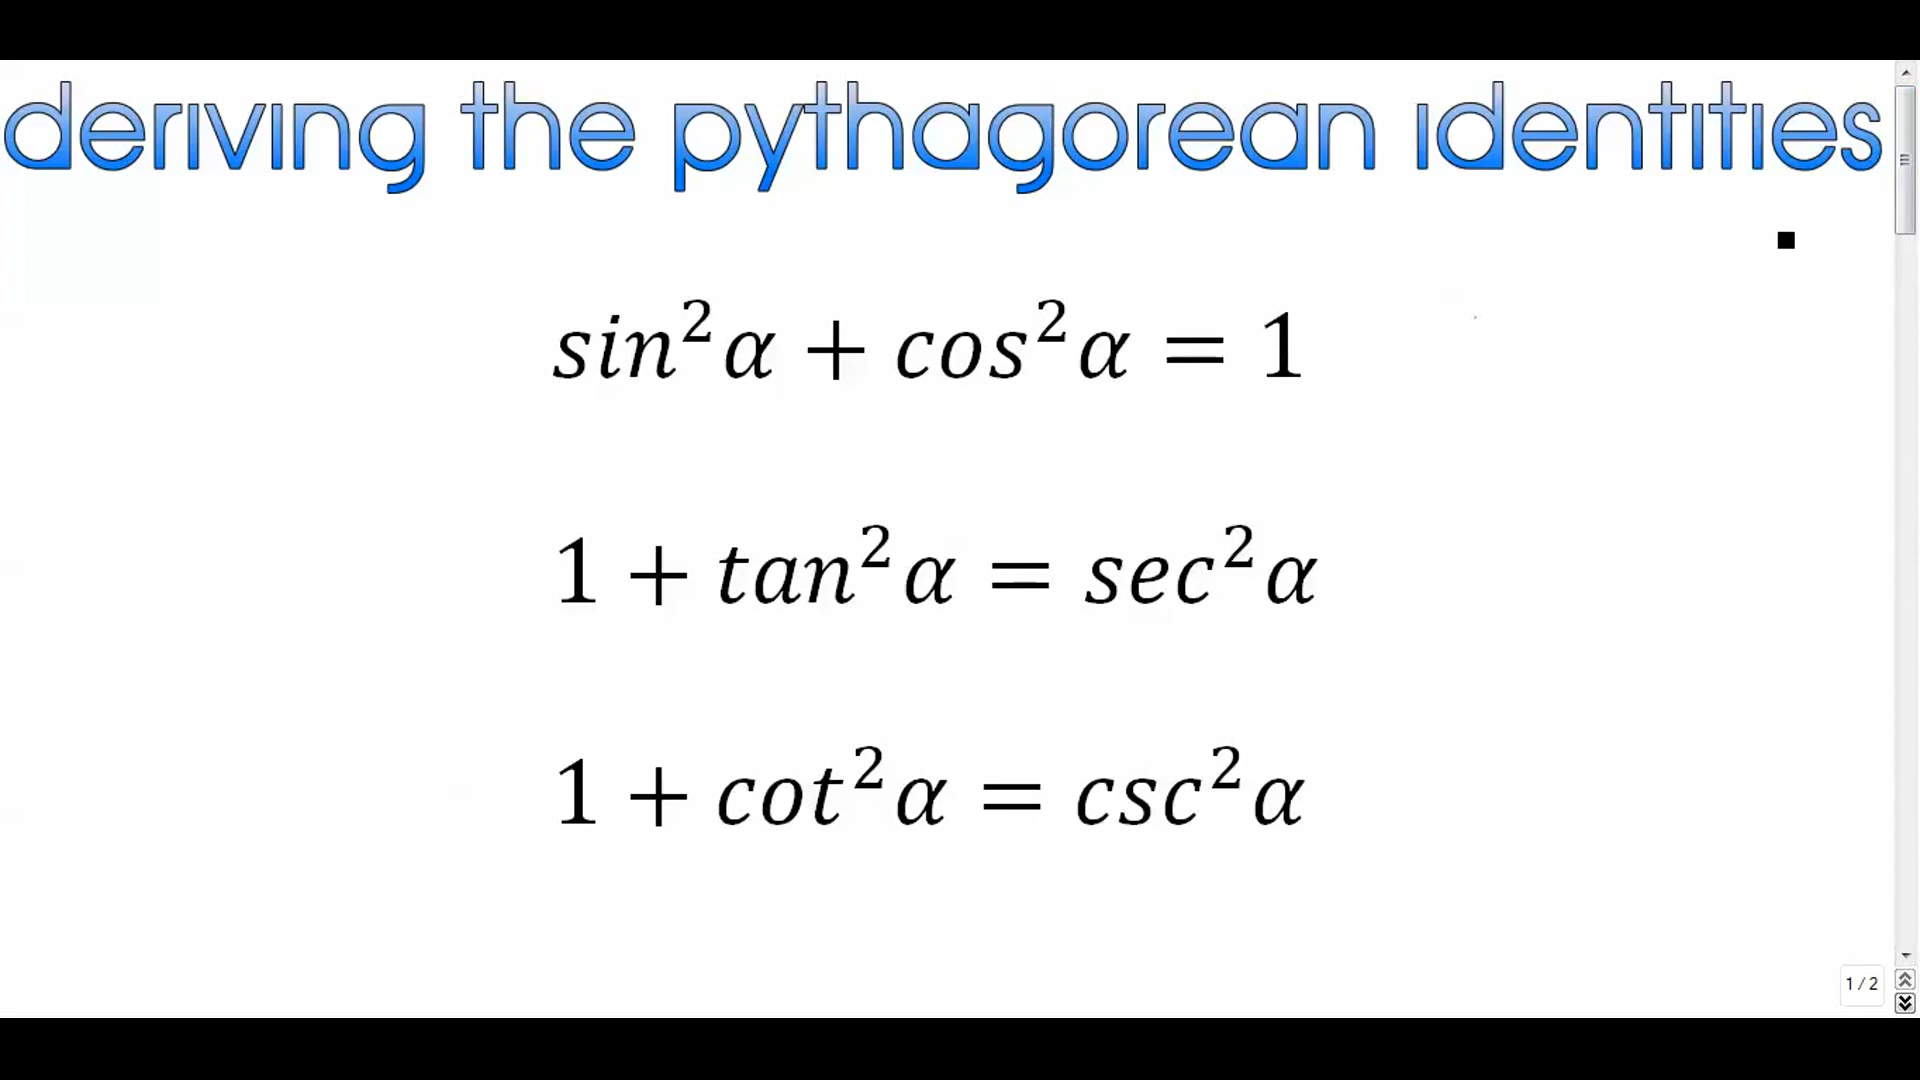 deriving the pythagorean identities
sin²α + cos²α = 1
1 + tan²α = sec²α
1 + cot²α = csc²α
1 / 2